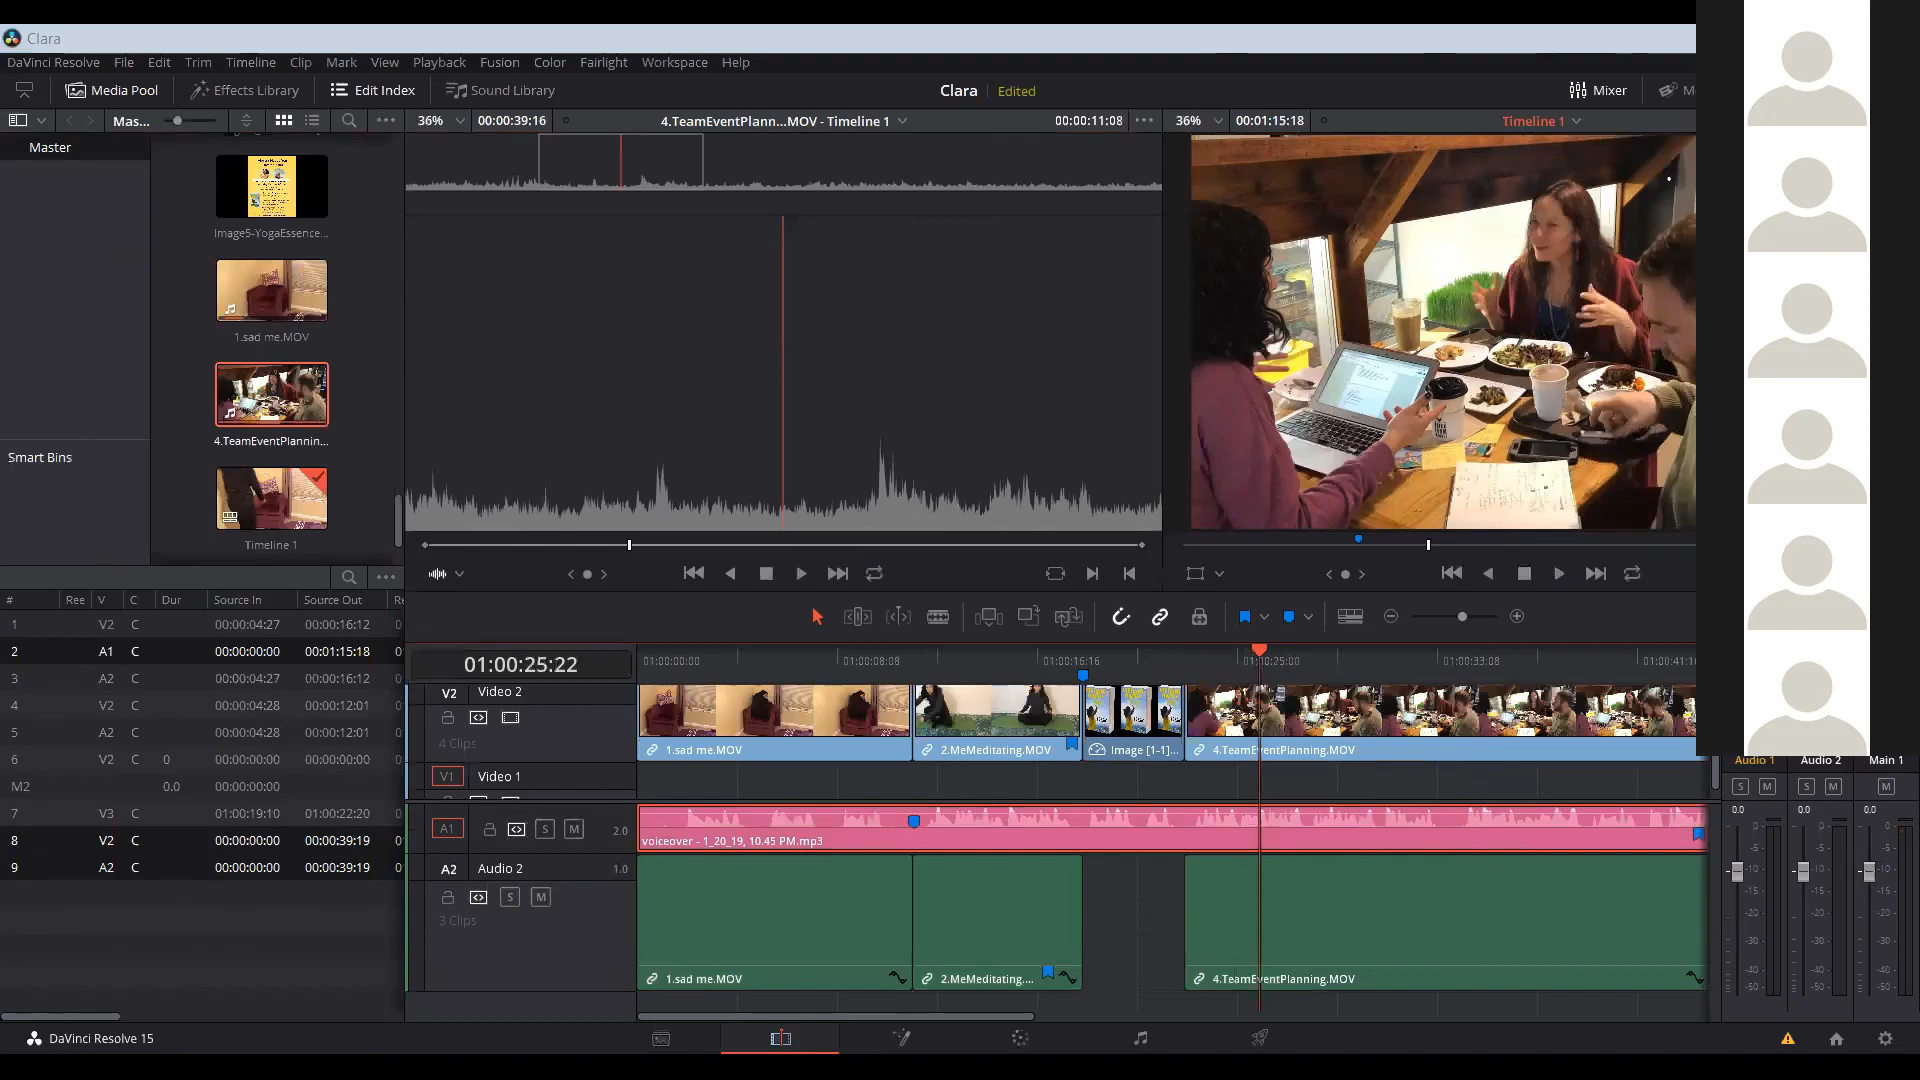 Clara
DaVinci Resolve File Edit Trim Timeline Clip Mark View Playback Fusion Color Fairlight Workspace Help
Media Pool Effects Library Edit Index Sound Library Clara Edited Mixer
Mas... 36% 00:00:39:16 4.TeamEventPlann...MOV - Timeline 1 00:00:11:08 36% 00:01:15:18 Timeline 1
Master
Image5-YogaEssence...
1.sad me.MOV
4.TeamEventPlannin...
Smart Bins
Timeline 1
# Ree V C Dur Source In Source Out
1 V2 C 00:00:04:27 00:00:16:12
2 A1 C 00:00:00:00 00:01:15:18
3 A2 C 00:00:04:27 00:00:16:12
4 V2 C 00:00:04:28 00:00:12:01
5 A2 C 00:00:04:28 00:00:12:01
6 V2 C 0 00:00:00:00 00:00:00:00
M2 0.0 00:00:00:00
7 V3 C 01:00:19:10 01:00:22:20
8 V2 C 00:00:00:00 00:00:39:19
9 A2 C 00:00:00:00 00:00:39:19
01:00:25:22 01:00:00:00 01:00:08:08 01:00:16:16 01:00:25:00 01:00:33:08
V2 Video 2
4 Clips
1.sad me.MOV 2.MeMeditating.MOV Image [1-1]... 4.TeamEventPlanning.MOV
V1 Video 1
A1 S M 2.0
voiceover - 1_20_19, 10.45 PM.mp3
A2 Audio 2 1.0
S M
3 Clips
1.sad me.MOV 2.MeMeditating.... 4.TeamEventPlanning.MOV
Audio 1 Audio 2 Main 1
S M S M M
0.0 0.0 0.0
0 0 0
-5 -5 -5
-10 -10 -10
-15 -15 -15
-20 -20 -20
-30 -30 -30
-40 -40 -40
-50 -50 -50
DaVinci Resolve 15